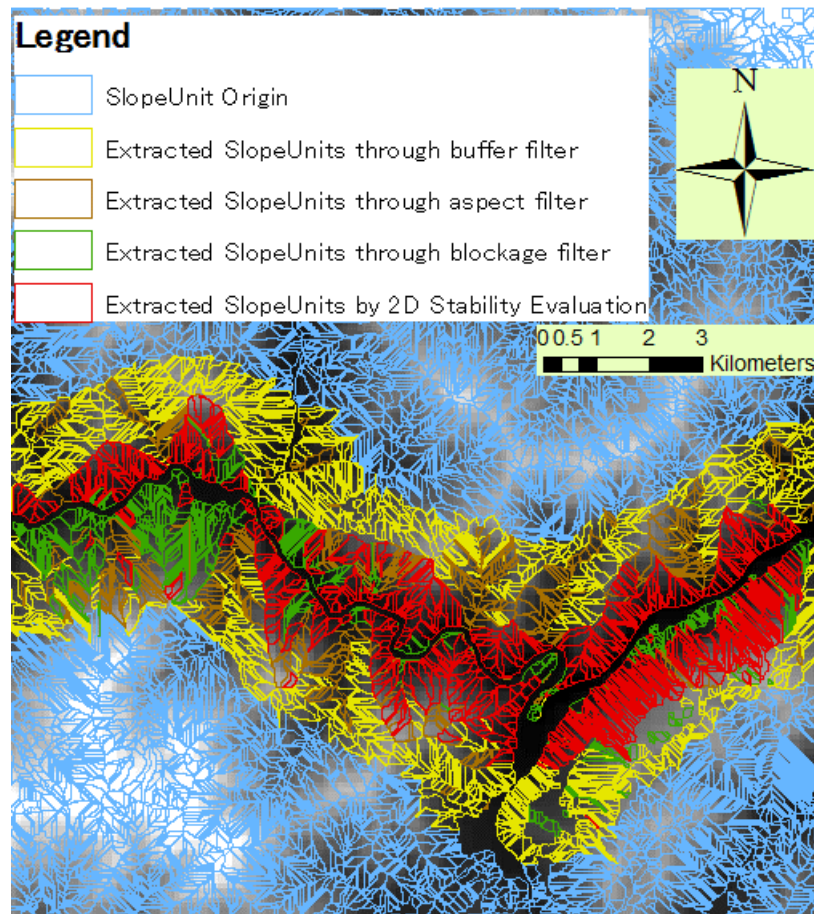 Legend
SlopeUnit Origin
Extracted SlopeUnits through buffer filter
Extracted SlopeUnits through aspect filter
Extracted SlopeUnits through blockage filter
Extracted SlopeUnits by 2D Stability Evaluation
N
0 0.5 1 2 3
Kilometers